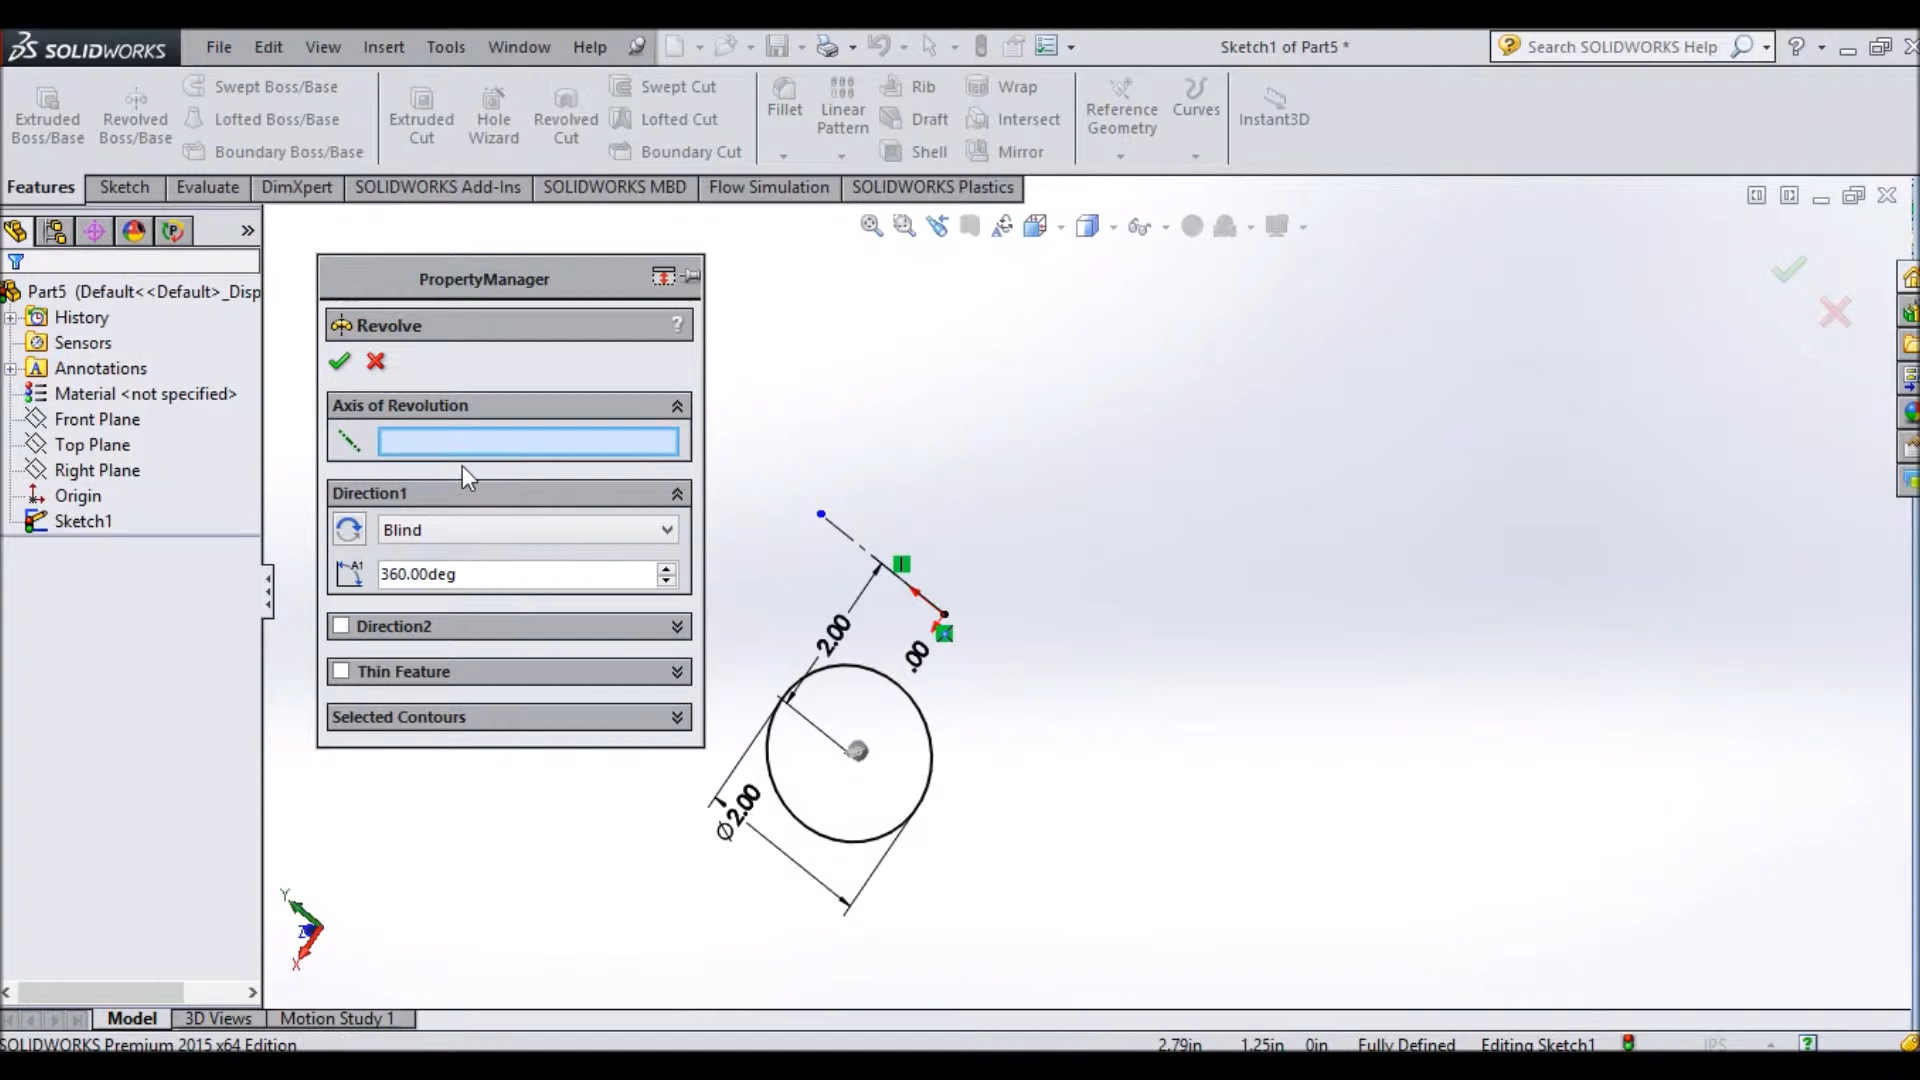 SOLIDWORKS File Edit View Insert Tools Window Help Sketch1 of Part5 * Search SOLIDWORKS Help
Extruded Boss/Base
Revolved Boss/Base
Swept Boss/Base
Lofted Boss/Base
Boundary Boss/Base
Extruded Cut
Hole Wizard
Revolved Cut
Swept Cut
Lofted Cut
Boundary Cut
Fillet
Linear Pattern
Rib
Draft
Shell
Wrap
Intersect
Mirror
Reference Geometry
Curves
Instant3D
Features Sketch Evaluate DimXpert SOLIDWORKS Add-Ins SOLIDWORKS MBD Flow Simulation SOLIDWORKS Plastics
Part5 (Default<<Default>_Disp
History
Sensors
Annotations
Material <not specified>
Front Plane
Top Plane
Right Plane
Origin
Sketch1
PropertyManager
Revolve ?
Axis of Revolution
Direction1
Blind
A1 360.00deg
Direction2
Thin Feature
Selected Contours
2.00
.00
Ø2.00
Y
Z
X
Model 3D Views Motion Study 1
SOLIDWORKS Premium 2015 x64 Edition 2.79in 1.25in 0in Fully Defined Editing Sketch1 IPS